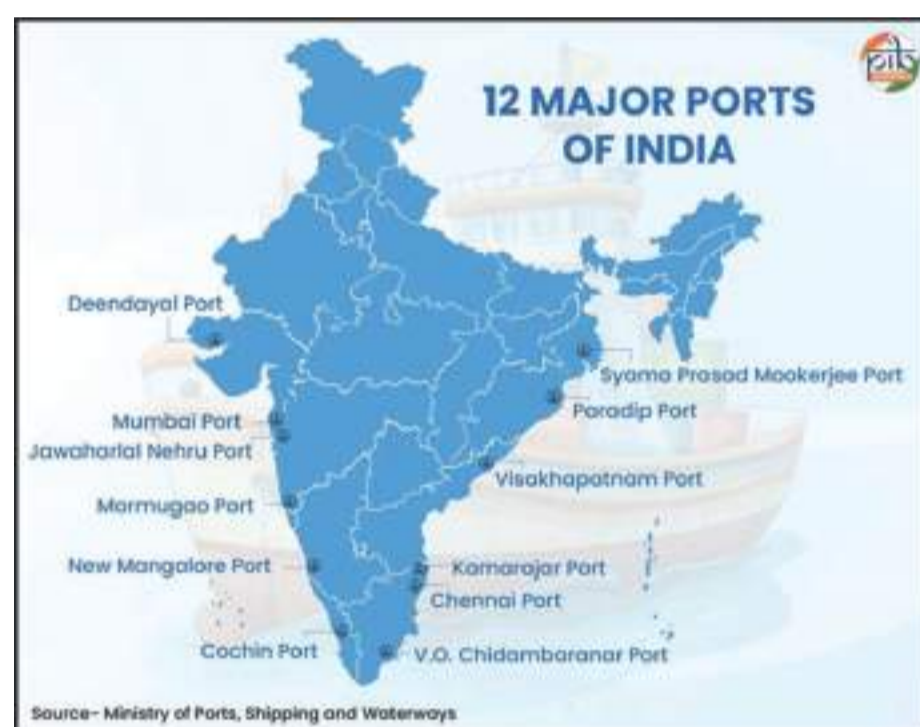 pib
12 MAJOR PORTS
OF INDIA
Deendayal Port
Syama Prasad Mookerjee Port
Mumbai Port
Paradip Port
Jawaharlal Nehru Port
Visakhapatnam Port
Mormugao Port
New Mangalore Port
Kamarajar Port
Chennai Port
Cochin Port
V.O. Chidambaranar Port
Source- Ministry of Ports, Shipping and Waterways